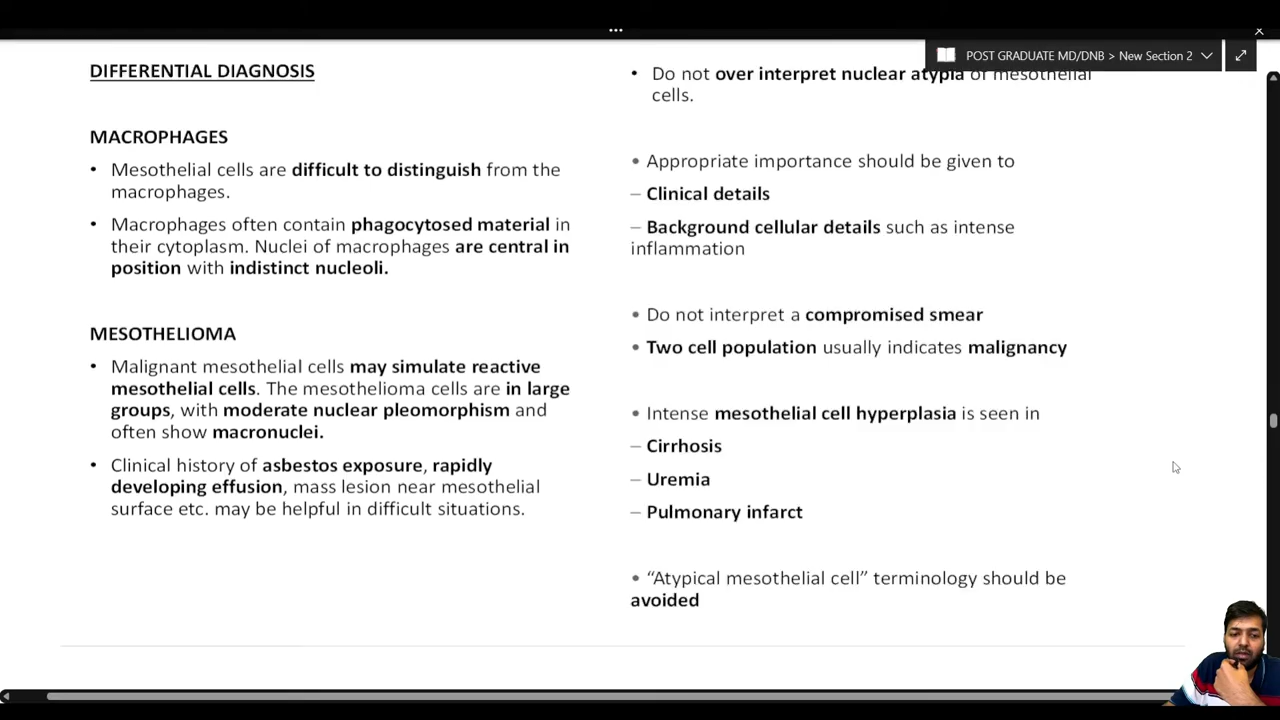 POST GRADUATE MD/DNB > New Section 2
DIFFERENTIAL DIAGNOSIS
MACROPHAGES
• Mesothelial cells are difficult to distinguish from the
macrophages.
• Macrophages often contain phagocytosed material in
their cytoplasm. Nuclei of macrophages are central in
position with indistinct nucleoli.
MESOTHELIOMA
• Malignant mesothelial cells may simulate reactive
mesothelial cells. The mesothelioma cells are in large
groups, with moderate nuclear pleomorphism and
often show macronuclei.
• Clinical history of asbestos exposure, rapidly
developing effusion, mass lesion near mesothelial
surface etc. may be helpful in difficult situations.
• Do not over interpret nuclear atypia of mesothelial
cells.
• Appropriate importance should be given to
– Clinical details
– Background cellular details such as intense
inflammation
• Do not interpret a compromised smear
• Two cell population usually indicates malignancy
• Intense mesothelial cell hyperplasia is seen in
– Cirrhosis
– Uremia
– Pulmonary infarct
• “Atypical mesothelial cell” terminology should be
avoided